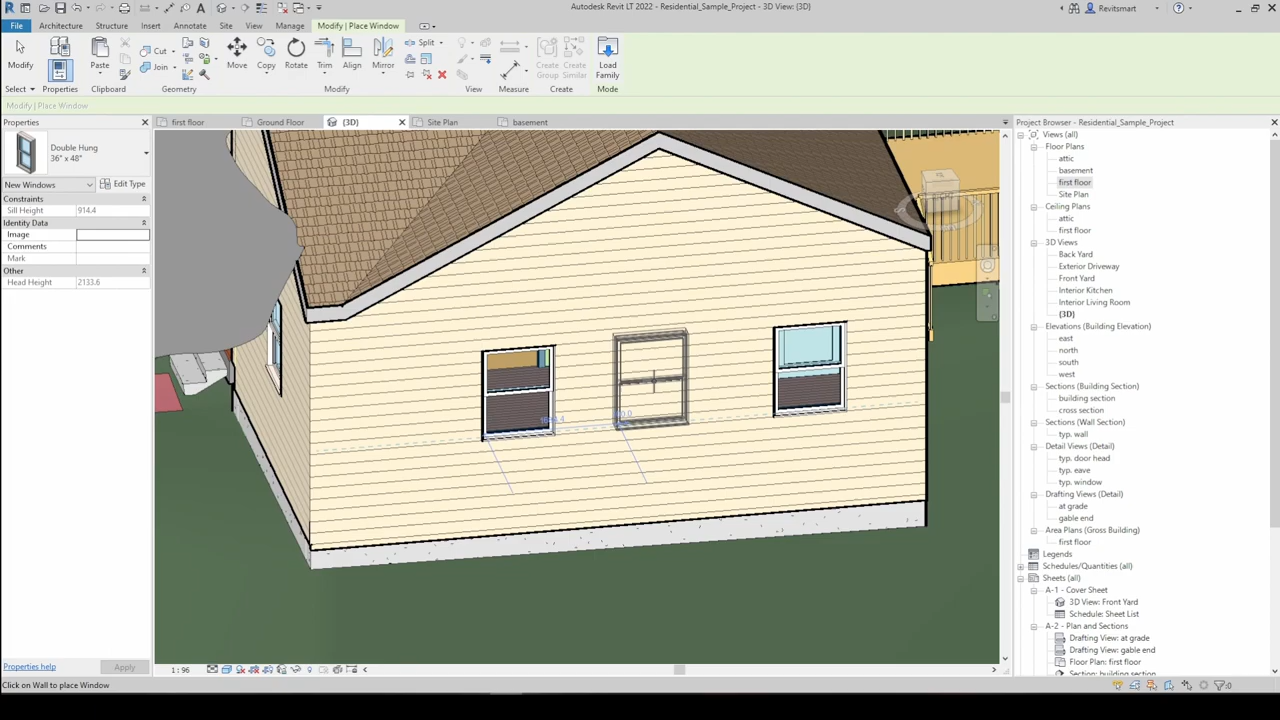 Autodesk Revit LT 2022 - Residential_Sample_Project - 3D View: {3D}
Revitsmart
File Architecture Structure Insert Annotate Site View Manage Modify | Place Window
Modify Properties Paste Cut Join Move Copy Rotate Trim Align Mirror Split Create Group Create Similar Load Family
Select Properties Clipboard Geometry Modify View Measure Create Mode
Modify | Place Window
Properties
first floor Ground Floor {3D} Site Plan basement
Project Browser - Residential_Sample_Project
Double Hung
36" x 48"
New Windows Edit Type
Constraints
Sill Height 914.4
Identity Data
Image
Comments
Mark
Other
Head Height 2133.6
Views (all)
Floor Plans
attic
basement
first floor
Site Plan
Ceiling Plans
attic
first floor
3D Views
Back Yard
Exterior Driveway
Front Yard
Interior Kitchen
Interior Living Room
{3D}
Elevations (Building Elevation)
east
north
south
west
Sections (Building Section)
building section
cross section
Sections (Wall Section)
typ. wall
Detail Views (Detail)
typ. door head
typ. eave
typ. window
Drafting Views (Detail)
at grade
gable end
Area Plans (Gross Building)
first floor
Legends
Schedules/Quantities (all)
Sheets (all)
A-1 - Cover Sheet
3D View: Front Yard
Schedule: Sheet List
A-2 - Plan and Sections
Drafting View: at grade
Drafting View: gable end
Floor Plan: first floor
Section: building section
Properties help Apply
1 : 96
Click on Wall to place Window
:0